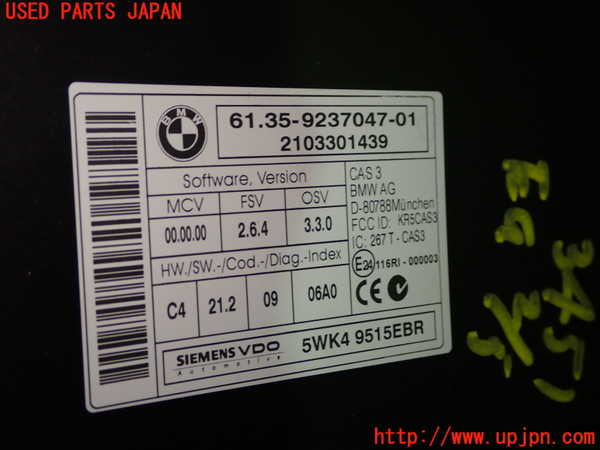 USED PARTS JAPAN
BMW
61.35-9237047-01
2103301439
Software, Version
MCV FSV OSV
00.00.00 2.6.4 3.3.0
HW./SW.-/Cod.-/Diag.-Index
C4 21.2 09 06A0
CAS 3
BMW AG
D-80788München
FCC ID: KR5CAS3
IC: 267 T - CAS3
E24 116RI - 000003
CE
SIEMENS VDO
Automotive
5WK4 9515EBR
http://www.upjpn.com/